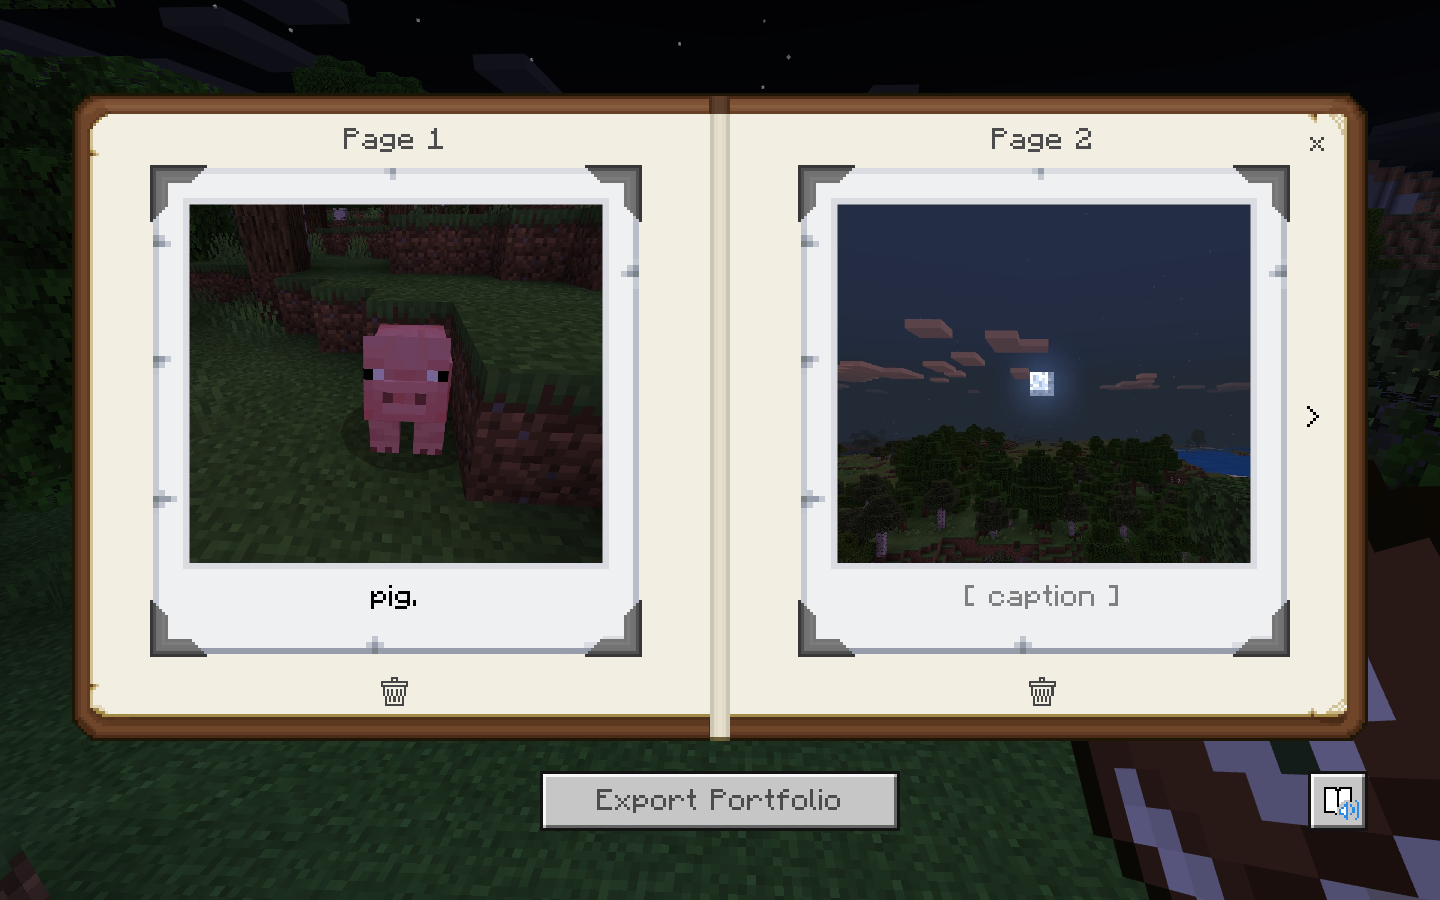 Page 1
pig.
Page 2
[ caption ]
Export Portfolio